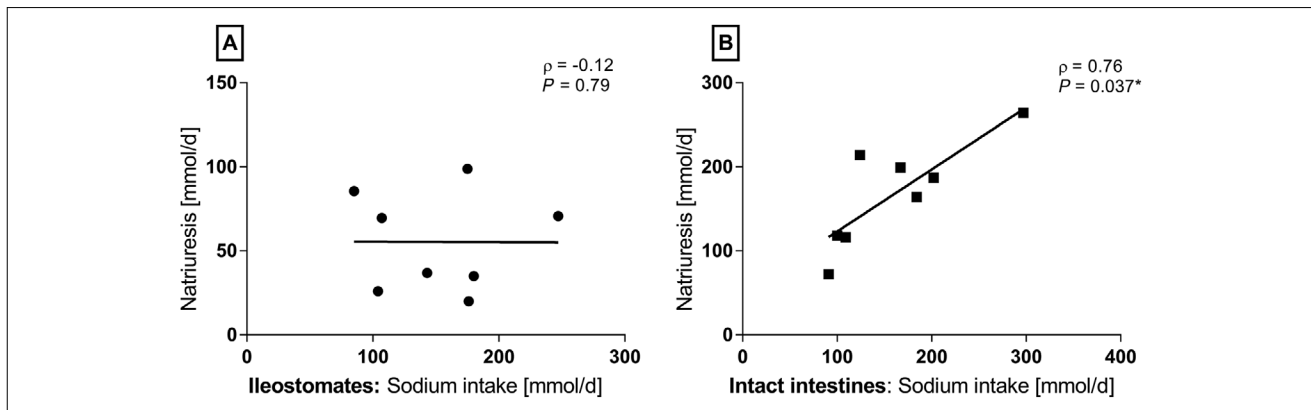 A
ρ = -0.12
P = 0.79
150
100
50
0
Natriuresis [mmol/d]
0 100 200 300
Ileostomates: Sodium intake [mmol/d]
B
ρ = 0.76
P = 0.037*
300
200
100
0
Natriuresis [mmol/d]
0 100 200 300 400
Intact intestines: Sodium intake [mmol/d]